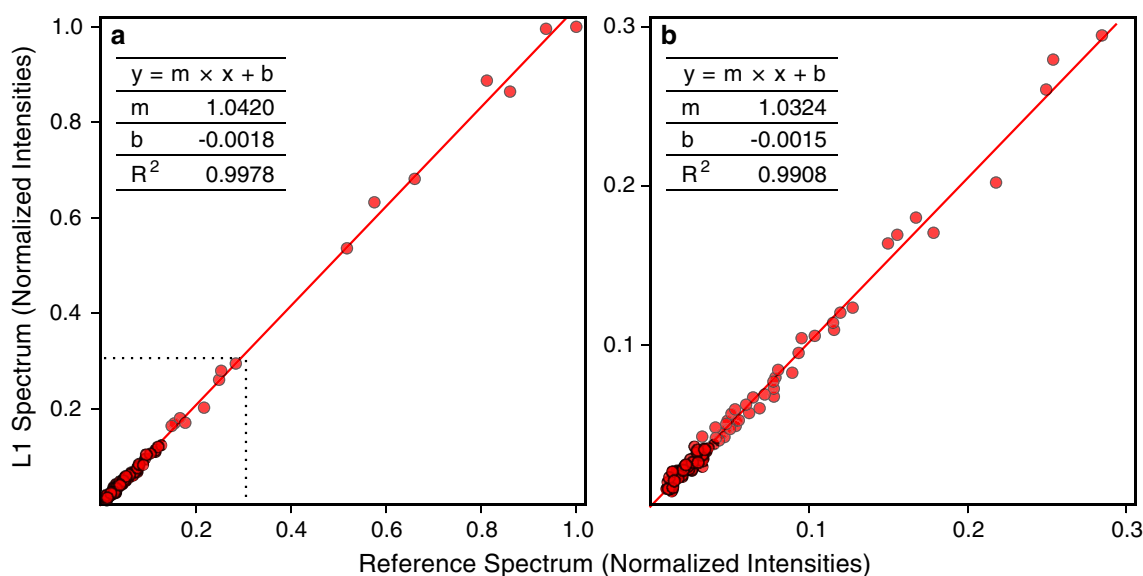 L1 Spectrum (Normalized Intensities)
a
y = m × x + b
m 1.0420
b -0.0018
R² 0.9978
1.0
0.8
0.6
0.4
0.2
0.2 0.4 0.6 0.8 1.0
b
y = m × x + b
m 1.0324
b -0.0015
R² 0.9908
0.3
0.2
0.1
0.1 0.2 0.3
Reference Spectrum (Normalized Intensities)